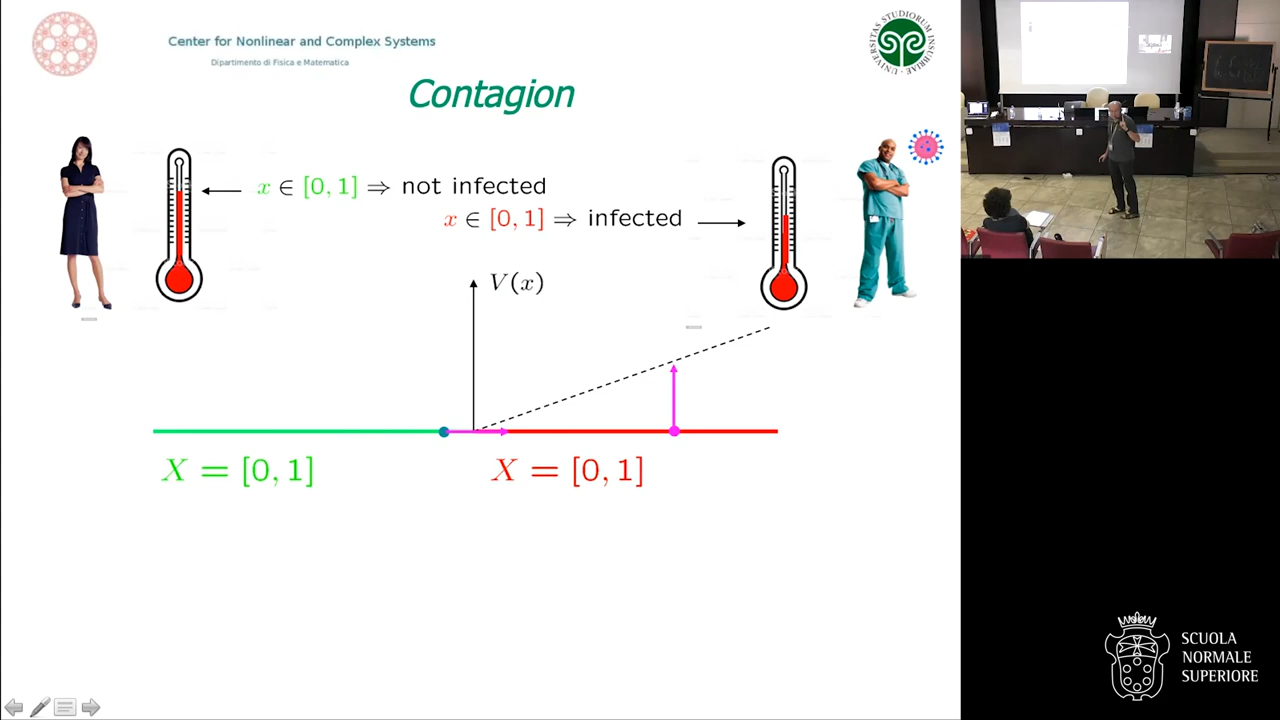 Center for Nonlinear and Complex Systems
Dipartimento di Fisica e Matematica
UNIVERSITAS STUDIORUM INSUBRIAE
Contagion
x ∈ [0, 1] ⇒ not infected
x ∈ [0, 1] ⇒ infected
V(x)
X = [0, 1]
X = [0, 1]
SCUOLA
NORMALE
SUPERIORE